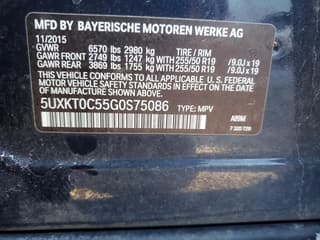 MFD BY BAYERISCHE MOTOREN WERKE AG
11/2015
GVWR 6570 lbs 2980 kg TIRE / RIM
GAWR FRONT 2749 lbs 1247 kg WITH 255/50 R19 / 9.0J x 19
GAWR REAR 3869 lbs 1755 kg WITH 255/50 R19 / 9.0J x 19
THIS VEHICLE CONFORMS TO ALL APPLICABLE U.S. FEDERAL
MOTOR VEHICLE SAFETY STANDARDS IN EFFECT ON THE DATE OF
MANUFACTURE SHOWN ABOVE.
5UXKT0C55G0S75086 TYPE: MPV
A89M